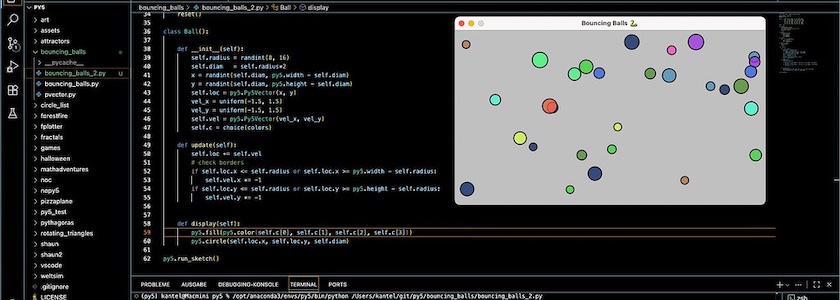 PY5
art
assets
attractors
bouncing_balls
__pycache__
bouncing_balls_2.py U
bouncing_balls.py
pvector.py
circle_list
forestfire
fplotter
fractals
games
halloween
mathadventures
noc
nopy5
pizzaplane
py5_test
pythagoras
rotating_triangles
shaun
shaun2
vscode
weltsim
.gitignore
LICENSE
bouncing_balls > bouncing_balls_2.py > Ball > display
34 reset()
35
36 class Ball():
37
38 def __init__(self):
39 self.radius = randint(8, 16)
40 self.diam = self.radius*2
41 x = randint(self.diam, py5.width - self.diam)
42 y = randint(self.diam, py5.height - self.diam)
43 self.loc = py5.Py5Vector(x, y)
44 vel_x = uniform(-1.5, 1.5)
45 vel_y = uniform(-1.5, 1.5)
46 self.vel = py5.Py5Vector(vel_x, vel_y)
47 self.c = choice(colors)
48
49 def update(self):
50 self.loc += self.vel
51 # check borders
52 if self.loc.x <= self.radius or self.loc.x >= py5.width - self.radius:
53 self.vel.x *= -1
54 if self.loc.y <= self.radius or self.loc.y >= py5.height - self.radius:
55 self.vel.y *= -1
56
57
58 def display(self):
59 py5.fill(py5.color(self.c[0], self.c[1], self.c[2], self.c[3]))
60 py5.circle(self.loc.x, self.loc.y, self.diam)
61
62 py5.run_sketch()
Bouncing Balls
PROBLEME AUSGABE DEBUGGING-KONSOLE TERMINAL PORTS
(py5) kantel@Macmini py5 % /opt/anaconda3/envs/py5/bin/python /Users/kantel/git/py5/bouncing_balls/bouncing_balls_2.py
zsh